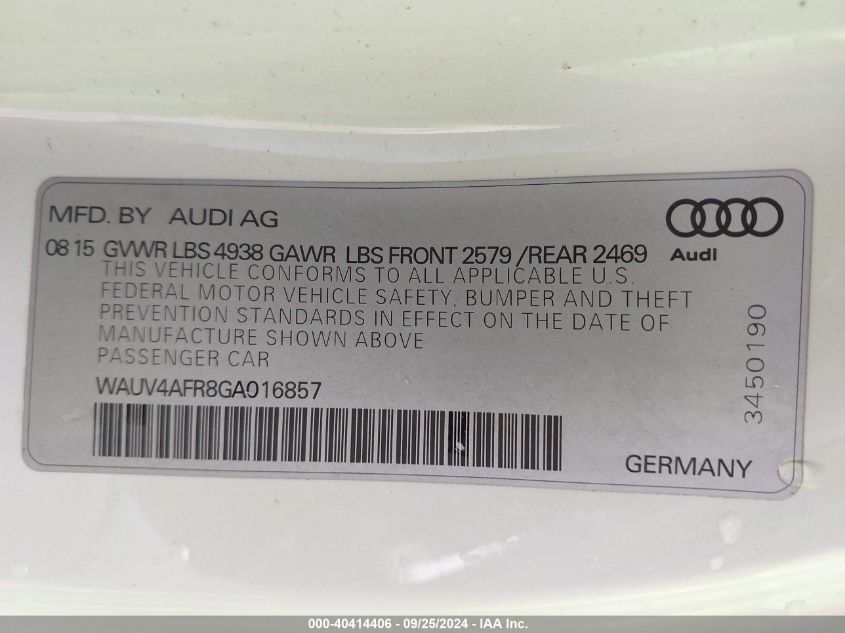 MFD. BY AUDI AG
Audi
08 15 GVWR LBS 4938 GAWR LBS FRONT 2579 /REAR 2469
THIS VEHICLE CONFORMS TO ALL APPLICABLE U.S.
FEDERAL MOTOR VEHICLE SAFETY, BUMPER AND THEFT
PREVENTION STANDARDS IN EFFECT ON THE DATE OF
MANUFACTURE SHOWN ABOVE
PASSENGER CAR
WAUV4AFR8GA016857
3450190
GERMANY
000-40414406 - 09/25/2024 - IAA Inc.